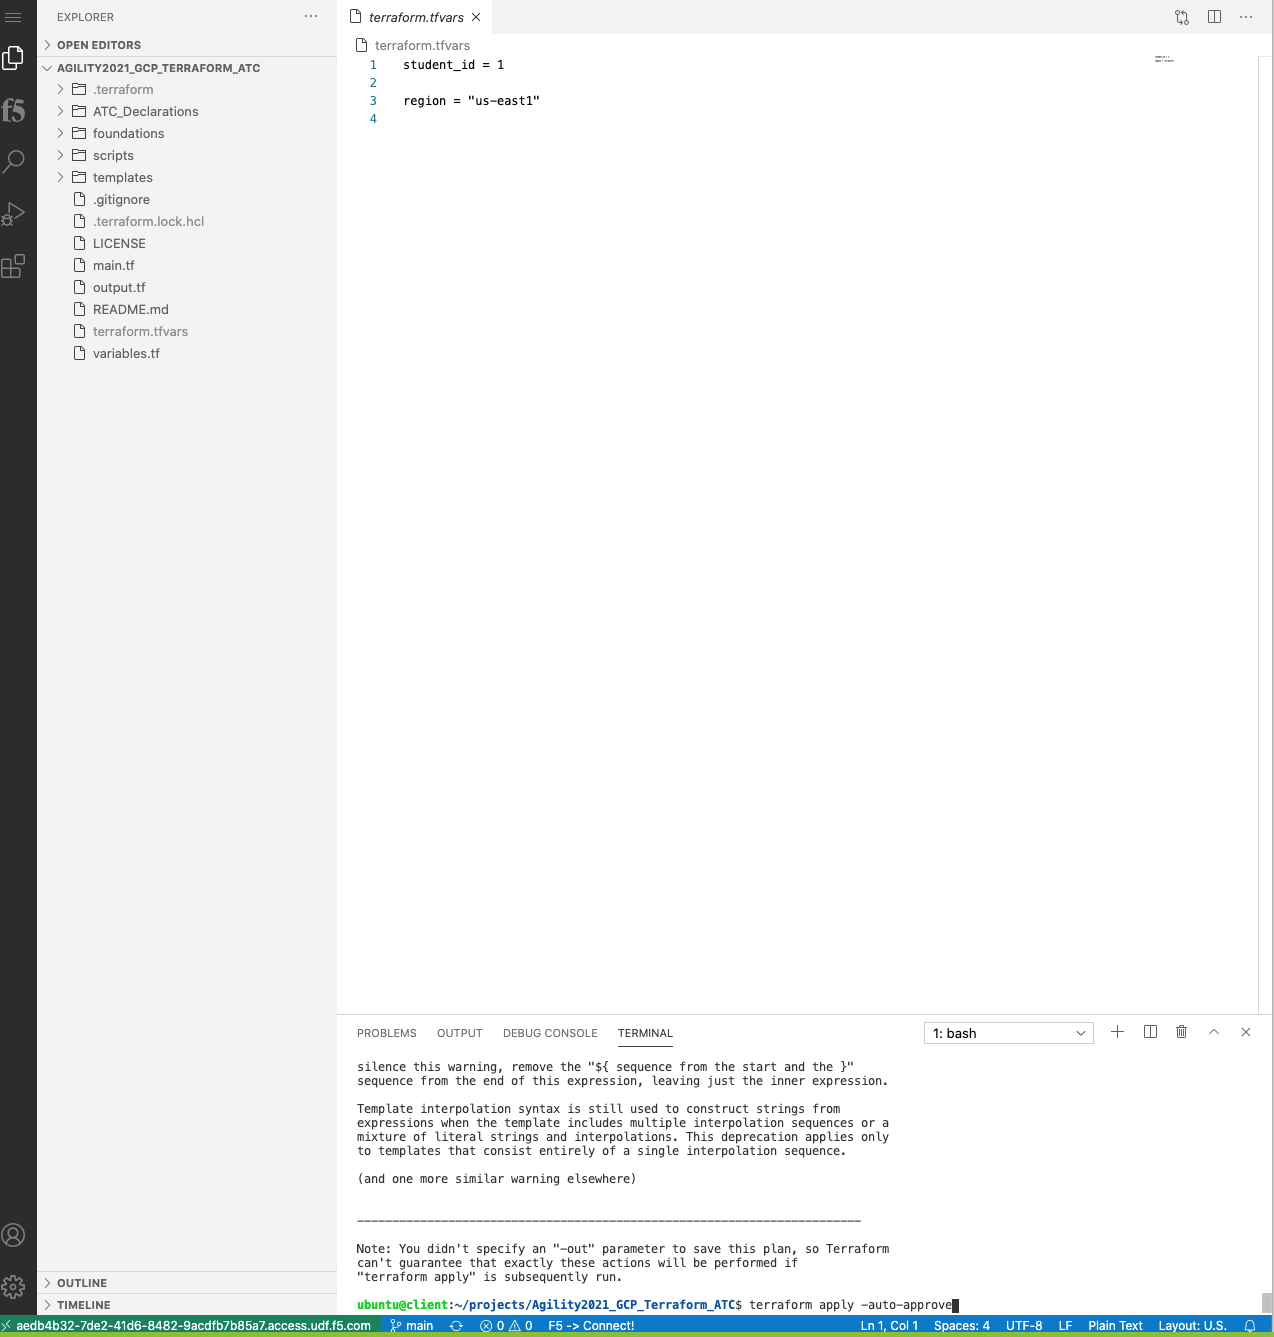 EXPLORER
OPEN EDITORS
AGILITY2021_GCP_TERRAFORM_ATC
.terraform
ATC_Declarations
foundations
scripts
templates
.gitignore
.terraform.lock.hcl
LICENSE
main.tf
output.tf
README.md
terraform.tfvars
variables.tf
OUTLINE
TIMELINE
f5
terraform.tfvars
terraform.tfvars
1 student_id = 1
2
3 region = "us-east1"
4
PROBLEMS OUTPUT DEBUG CONSOLE TERMINAL 1: bash
silence this warning, remove the "${ sequence from the start and the }"
sequence from the end of this expression, leaving just the inner expression.
Template interpolation syntax is still used to construct strings from
expressions when the template includes multiple interpolation sequences or a
mixture of literal strings and interpolations. This deprecation applies only
to templates that consist entirely of a single interpolation sequence.
(and one more similar warning elsewhere)
------------------------------------------------------------------------
Note: You didn't specify an "-out" parameter to save this plan, so Terraform
can't guarantee that exactly these actions will be performed if
"terraform apply" is subsequently run.
ubuntu@client:~/projects/Agility2021_GCP_Terraform_ATC$ terraform apply -auto-approve
aedb4b32-7de2-41d6-8482-9acdfb7b85a7.access.udf.f5.com main 0 0 F5 -> Connect! Ln 1, Col 1 Spaces: 4 UTF-8 LF Plain Text Layout: U.S.